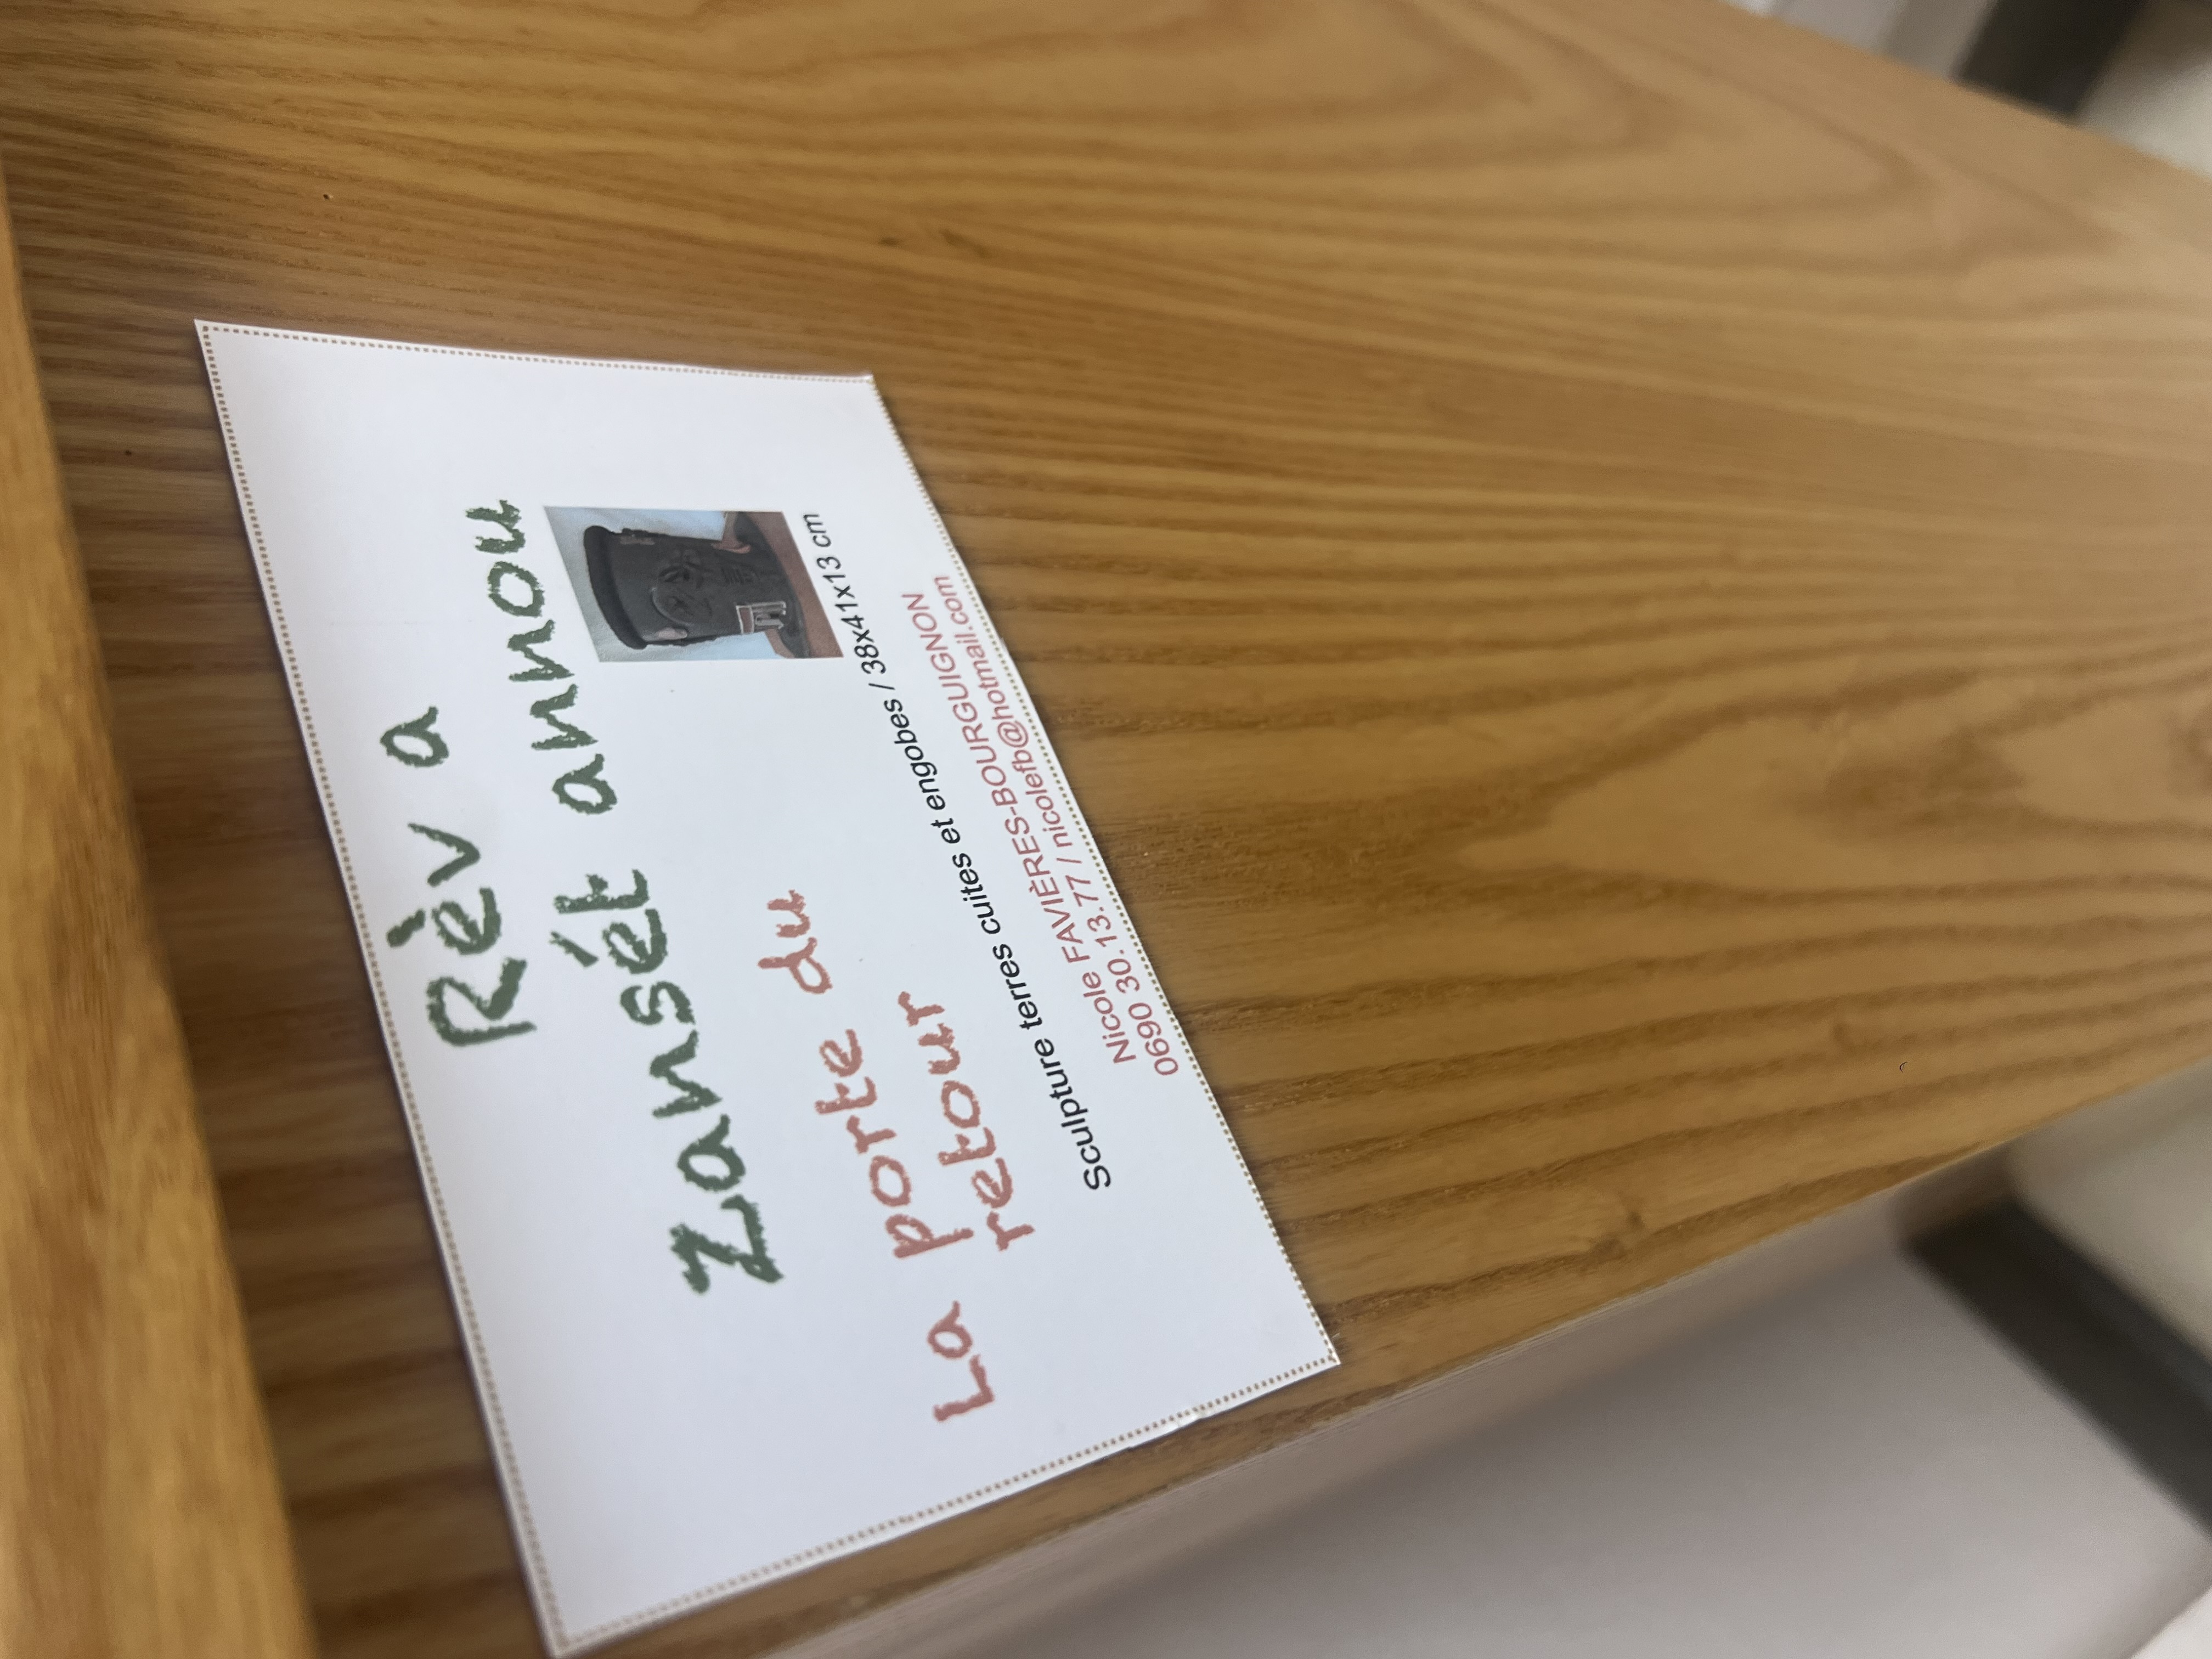 Rèv a
Zansèt annou
La porte du
retour
Sculpture terres cuites et engobes / 38x41x13 cm
Nicole FAVIÈRES-BOURGUIGNON
0690 30.13.77 / nicolefb@hotmail.com